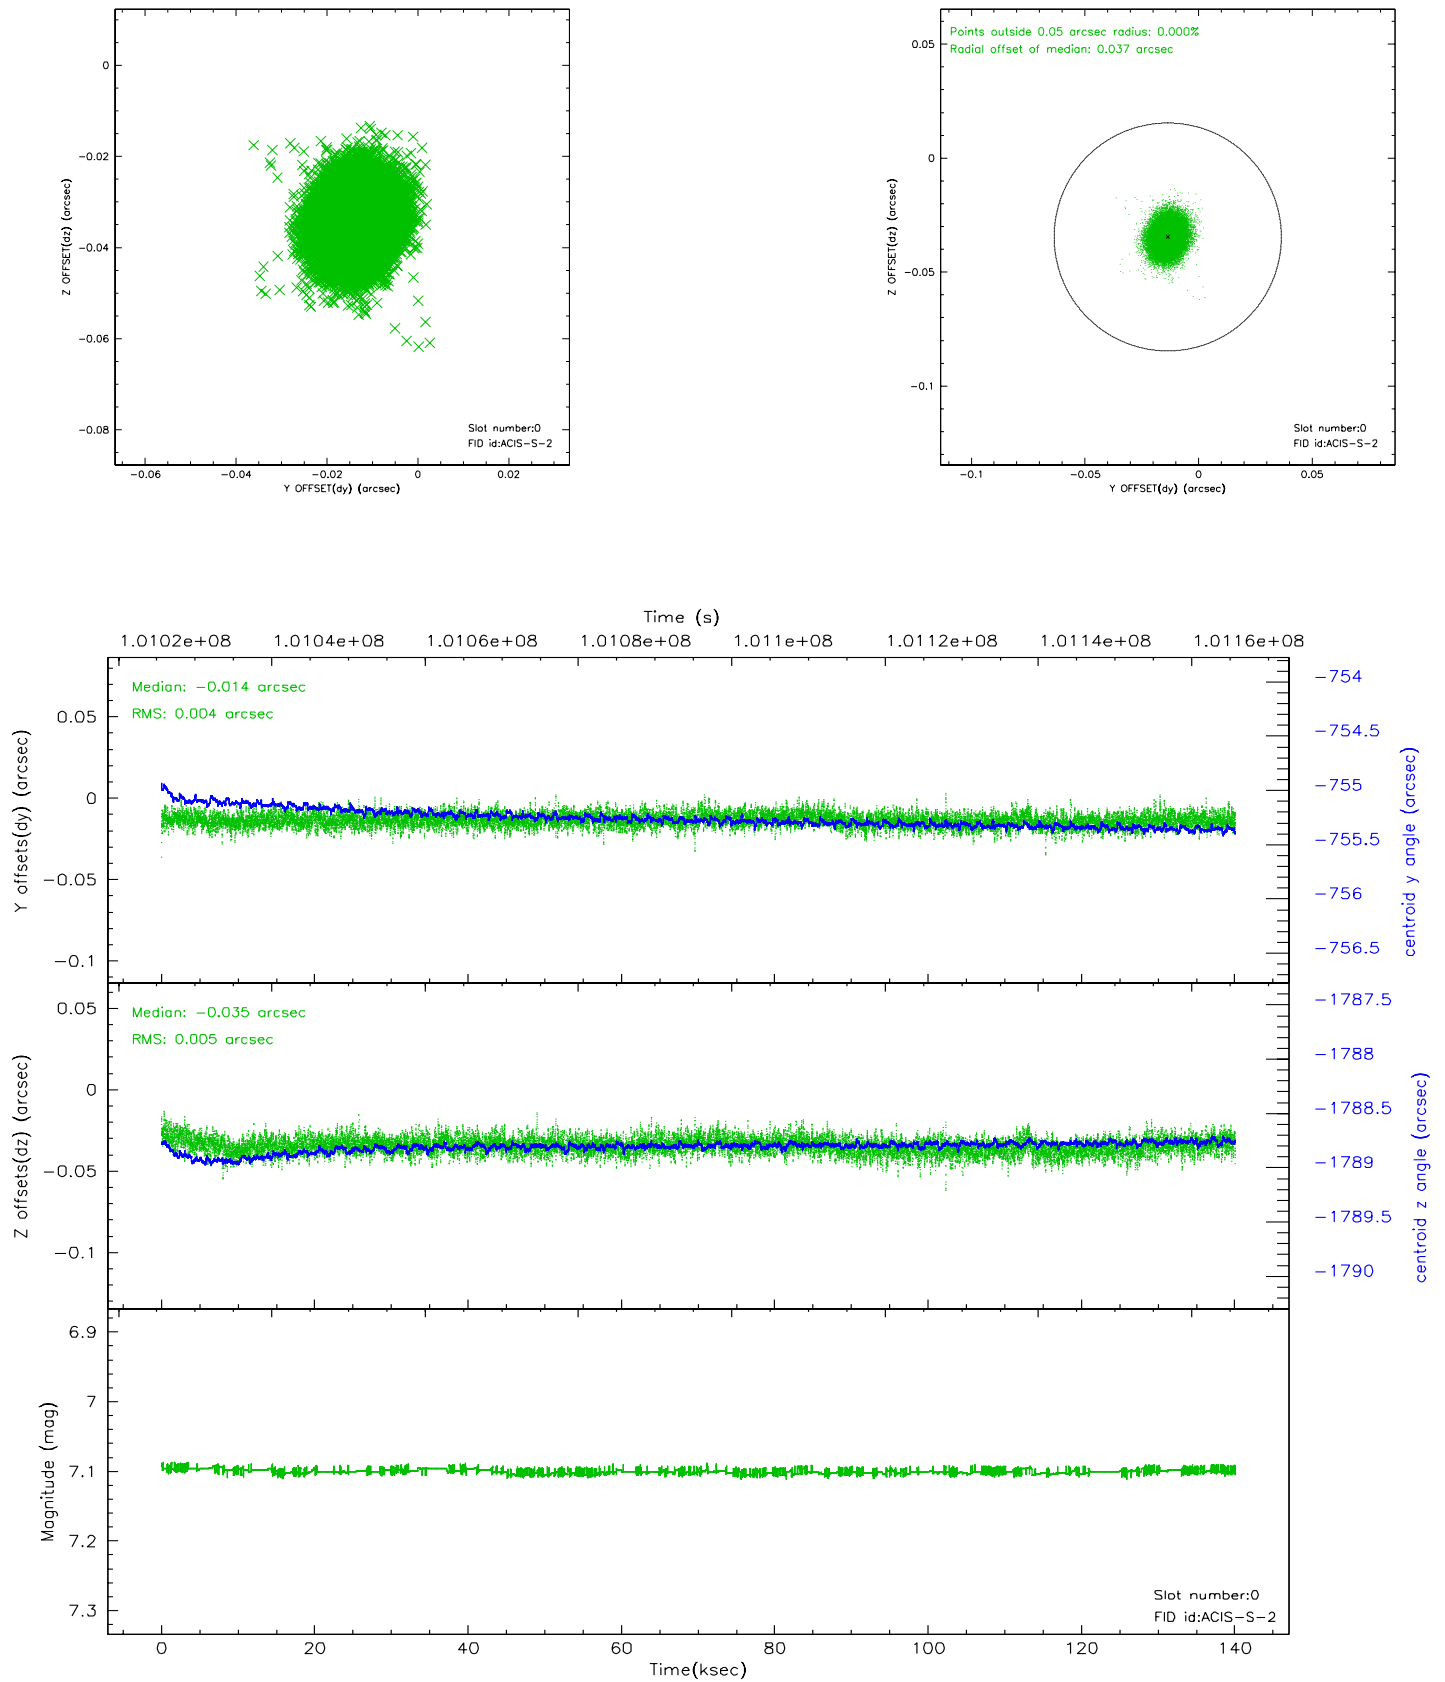 0
-0.02
-0.04
-0.06
-0.08
Z OFFSET(dz) (arcsec)
Slot number:0
FID id:ACIS-S-2
-0.06 -0.04 -0.02 0 0.02
Y OFFSET(dy) (arcsec)
Points outside 0.05 arcsec radius: 0.000%
Radial offset of median: 0.037 arcsec
0.05
0
-0.05
-0.1
Z OFFSET(dz) (arcsec)
Slot number:0
FID id:ACIS-S-2
-0.1 -0.05 0 0.05
Y OFFSET(dy) (arcsec)
Time (s)
1.0102e+08 1.0104e+08 1.0106e+08 1.0108e+08 1.011e+08 1.0112e+08 1.0114e+08 1.0116e+08
Median: -0.014 arcsec
RMS: 0.004 arcsec
0.05
0
-0.05
-0.1
Y offsets(dy) (arcsec)
-754
-754.5
-755
-755.5
-756
-756.5
centroid y angle (arcsec)
Median: -0.035 arcsec
RMS: 0.005 arcsec
0.05
0
-0.05
-0.1
Z offsets(dz) (arcsec)
-1787.5
-1788
-1788.5
-1789
-1789.5
-1790
centroid z angle (arcsec)
6.9
7
7.1
7.2
7.3
Magnitude (mag)
Slot number:0
FID id:ACIS-S-2
0 20 40 60 80 100 120 140
Time(ksec)